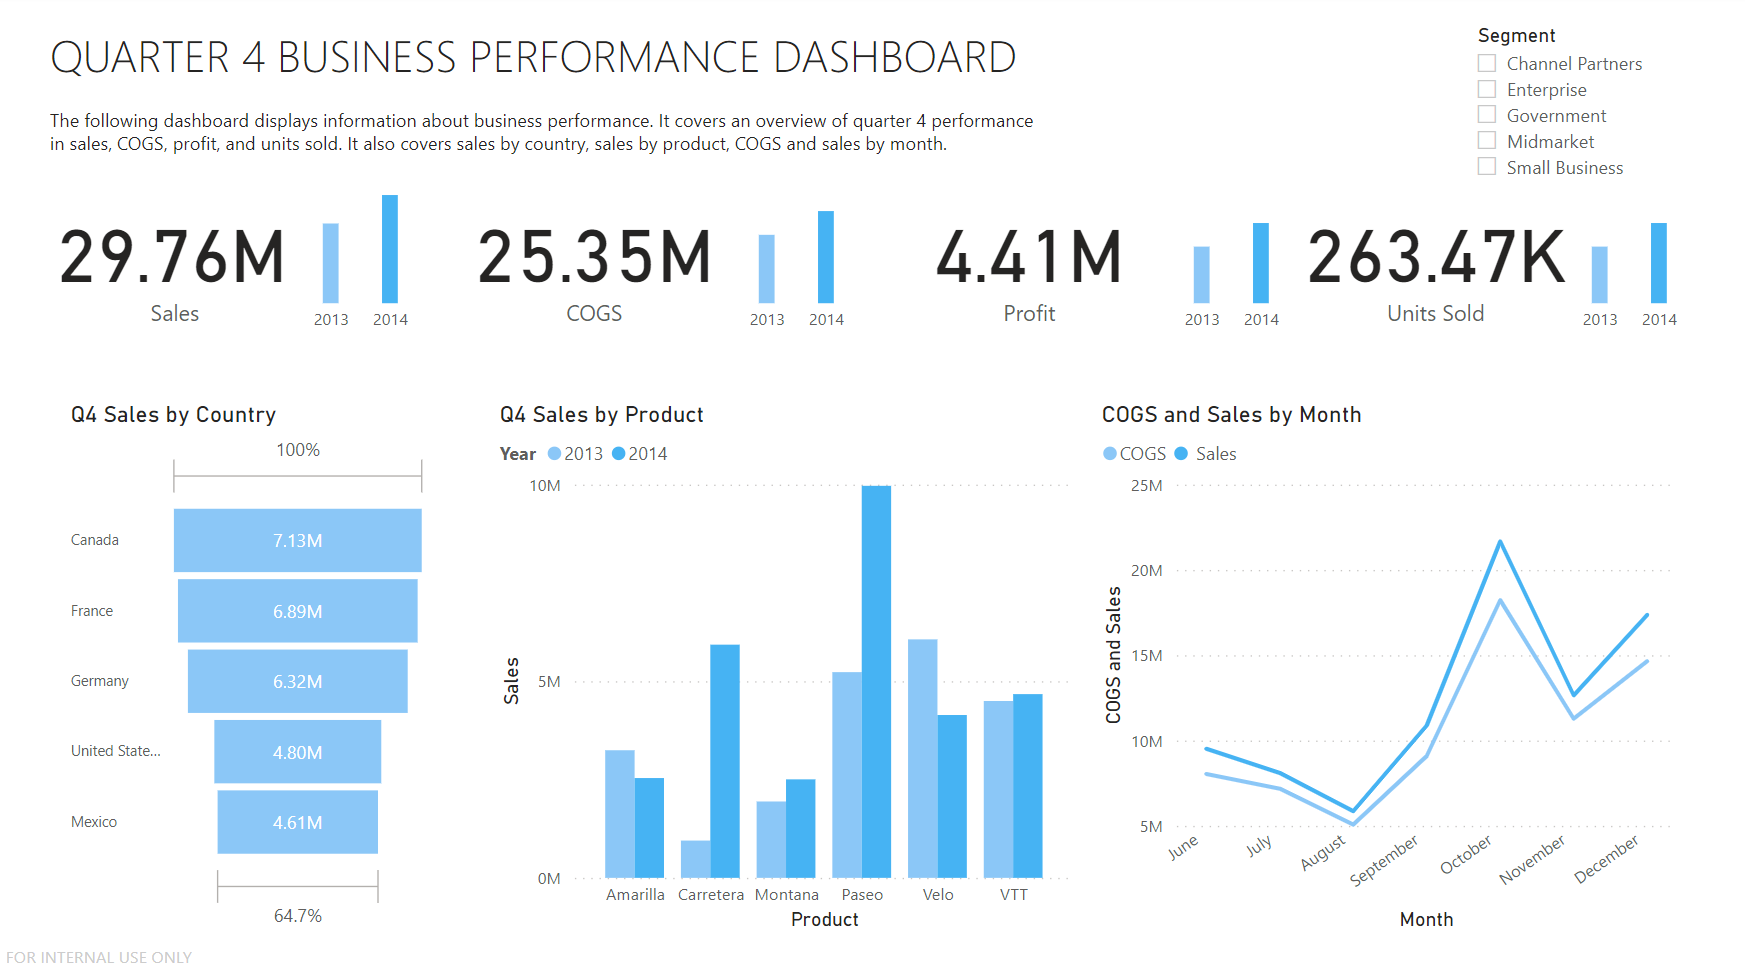 QUARTER 4 BUSINESS PERFORMANCE DASHBOARD
The following dashboard displays information about business performance. It covers an overview of quarter 4 performance
in sales, COGS, profit, and units sold. It also covers sales by country, sales by product, COGS and sales by month.
Segment
Channel Partners
Enterprise
Government
Midmarket
Small Business
29.76M
Sales
2013 2014
25.35M
COGS
2013 2014
4.41M
Profit
2013 2014
263.47K
Units Sold
2013 2014
Q4 Sales by Country
100%
Canada 7.13M
France 6.89M
Germany 6.32M
United State... 4.80M
Mexico 4.61M
64.7%
Q4 Sales by Product
Year 2013 2014
Sales
10M
5M
0M
Amarilla Carretera Montana Paseo Velo VTT
Product
COGS and Sales by Month
COGS Sales
COGS and Sales
25M
20M
15M
10M
5M
June July August September October November December
Month
FOR INTERNAL USE ONLY